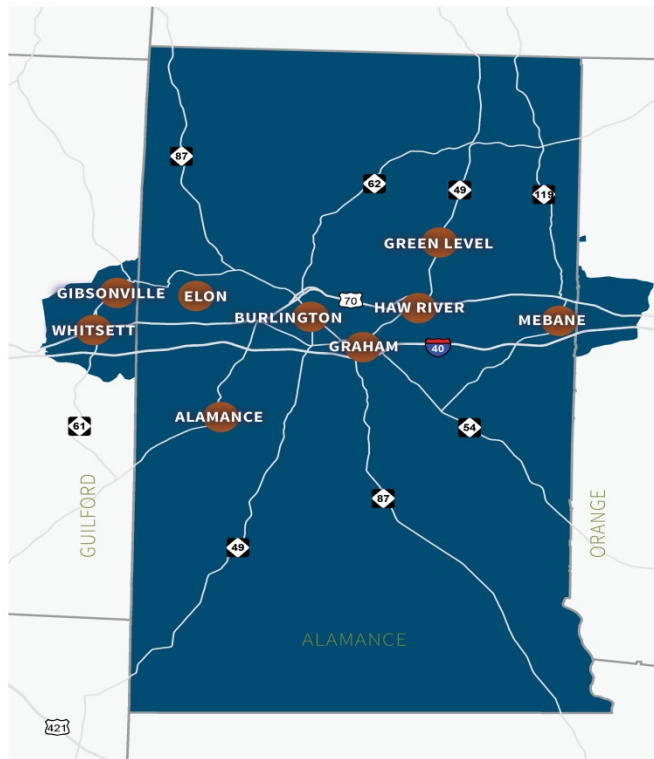 87
62
49
119
GREEN LEVEL
GIBSONVILLE
ELON
70
HAW RIVER
BURLINGTON
MEBANE
WHITSETT
GRAHAM
40
ALAMANCE
61
54
GUILFORD
87
ORANGE
49
ALAMANCE
421